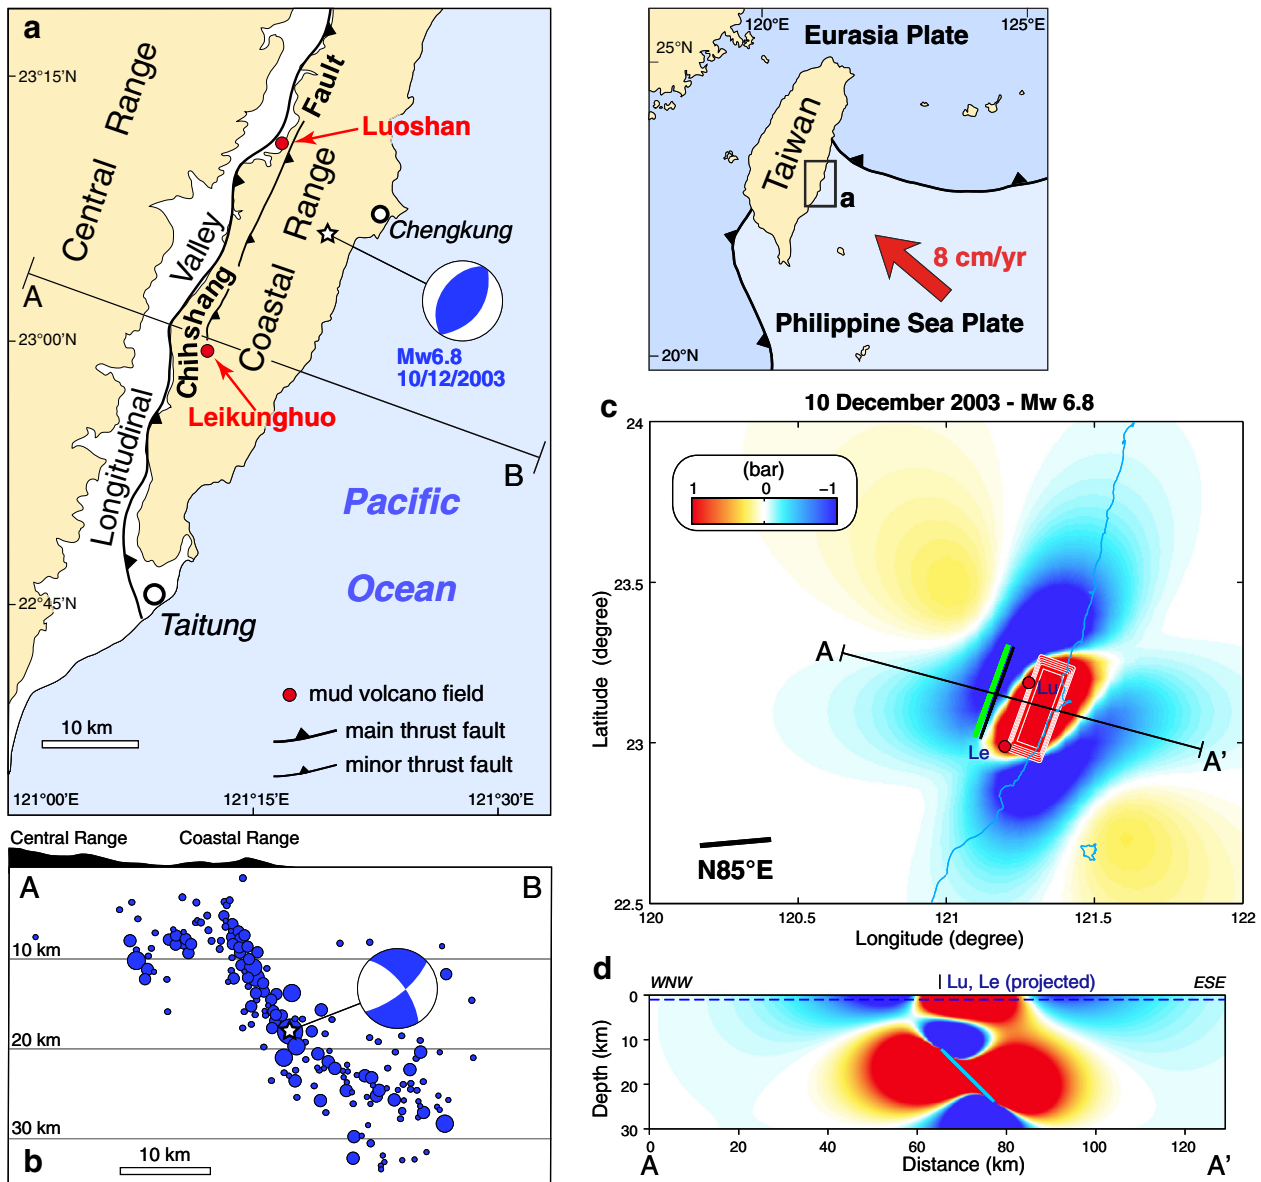 a
Central Range
Longitudinal Valley
Chihshang Fault
Coastal Range
23°15'N
23°00'N
22°45'N
Luoshan
Chengkung
Mw6.8
10/12/2003
Leikunghuo
A
B
Pacific
Ocean
Taitung
mud volcano field
main thrust fault
minor thrust fault
10 km
121°00'E
121°15'E
121°30'E
120°E
125°E
25°N
20°N
Eurasia Plate
Taiwan
a
8 cm/yr
Philippine Sea Plate
Central Range
Coastal Range
A
B
10 km
20 km
30 km
b
10 km
c
10 December 2003 - Mw 6.8
(bar)
1
0
−1
24
23.5
23
22.5
Latitude (degree)
A
A'
Lu
Le
N85°E
120
120.5
121
121.5
122
Longitude (degree)
d
WNW
Lu, Le (projected)
ESE
0
10
20
30
Depth (km)
0
20
40
60
80
100
120
A
Distance (km)
A'